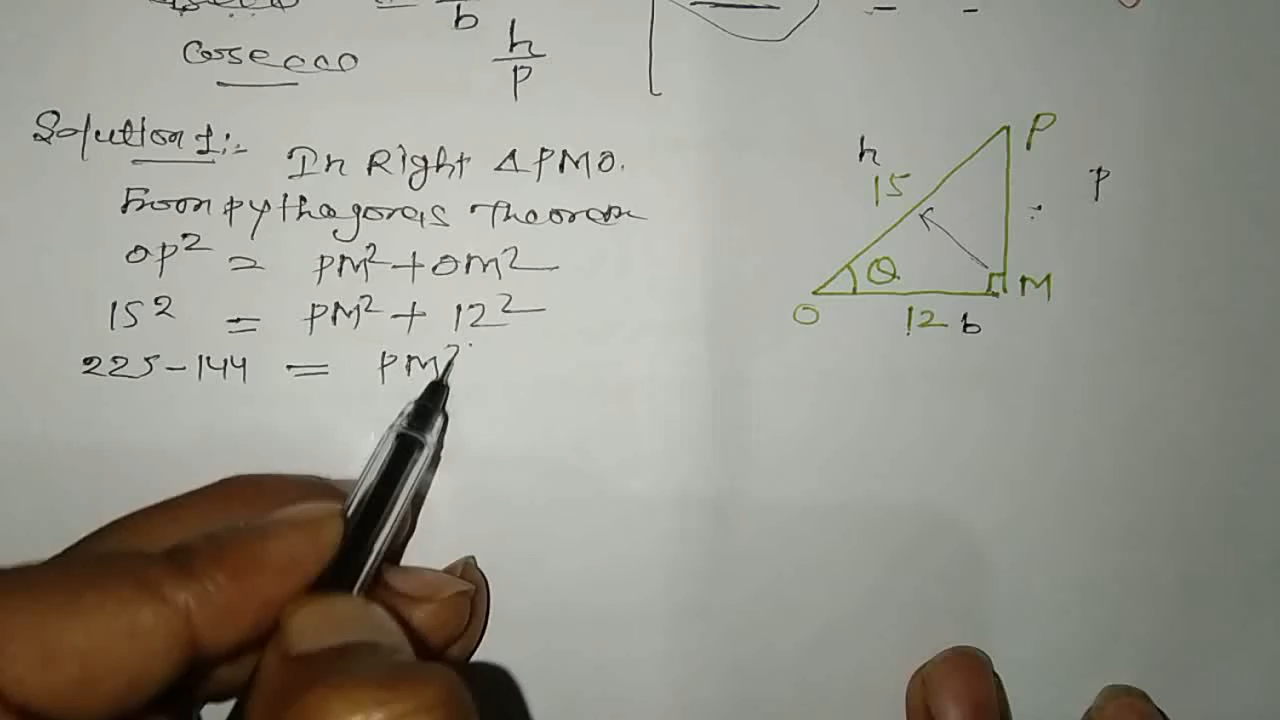 b
Cosec
h
p
Solution 1:-
In Right ΔPMO.
From pythagoras Theorem
OP² = PM² + OM²
15² = PM² + 12²
225-144 = PM²
P
h
15
p
θ
M
O
12 b